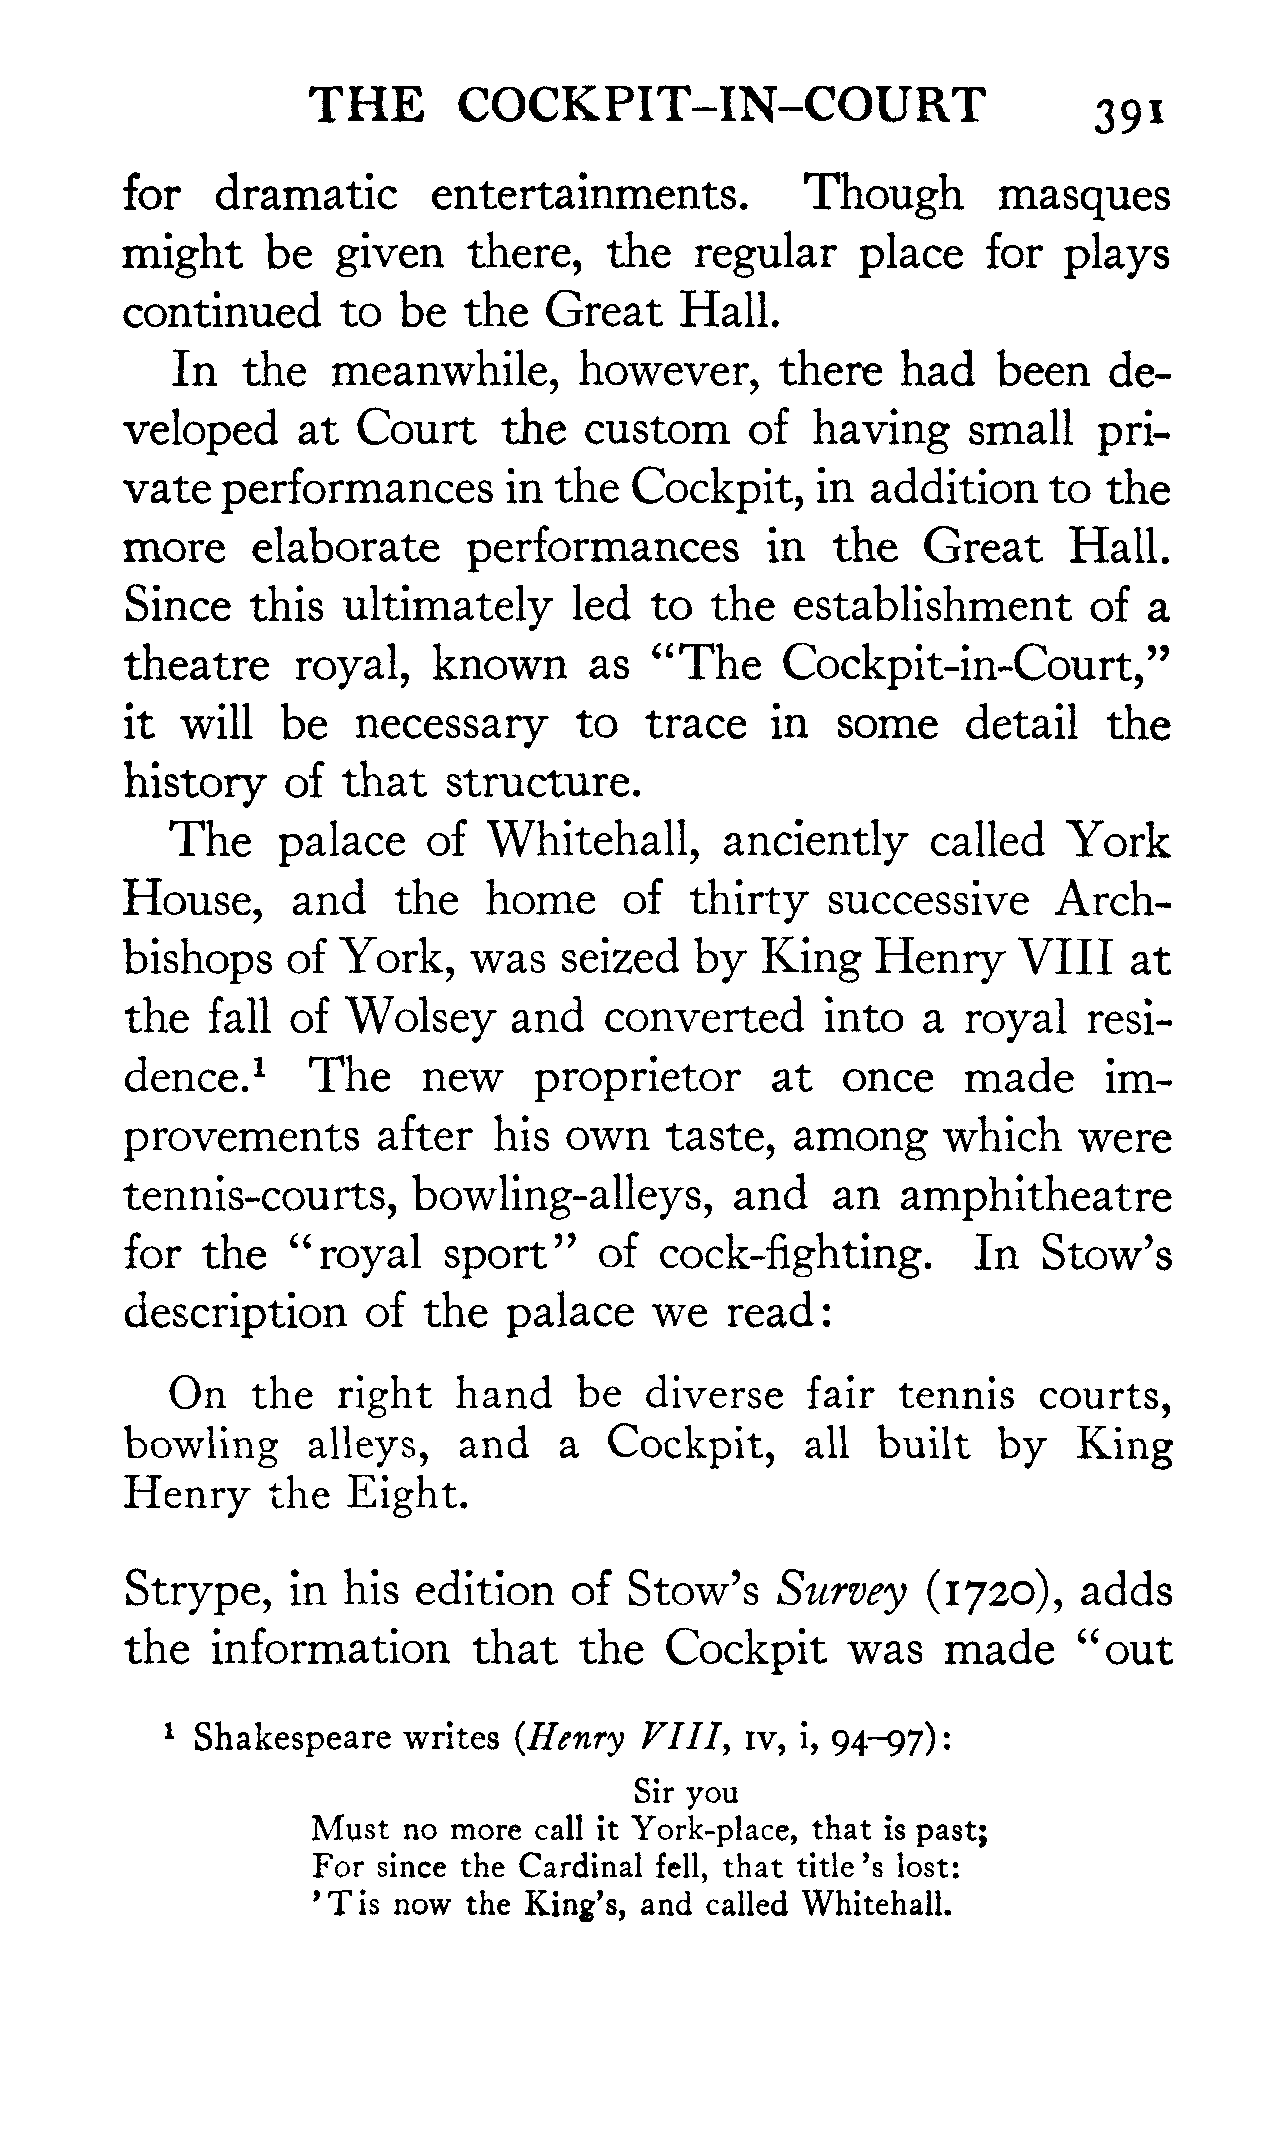 THE COCKPIT-IN-COURT 391
for dramatic entertainments. Though masques
might be given there, the regular place for plays
continued to be the Great Hall.
In the meanwhile, however, there had been de-
veloped at Court the custom of having small pri-
vate performances in the Cockpit, in addition to the
more elaborate performances in the Great Hall.
Since this ultimately led to the establishment of a
theatre royal, known as “The Cockpit-in-Court,”
it will be necessary to trace in some detail the
history of that structure.
The palace of Whitehall, anciently called York
House, and the home of thirty successive Arch-
bishops of York, was seized by King Henry VIII at
the fall of Wolsey and converted into a royal resi-
dence.¹ The new proprietor at once made im-
provements after his own taste, among which were
tennis-courts, bowling-alleys, and an amphitheatre
for the “royal sport” of cock-fighting. In Stow’s
description of the palace we read:
On the right hand be diverse fair tennis courts,
bowling alleys, and a Cockpit, all built by King
Henry the Eight.
Strype, in his edition of Stow’s Survey (1720), adds
the information that the Cockpit was made “out
¹ Shakespeare writes (Henry VIII, IV, i, 94–97):
Sir you
Must no more call it York-place, that is past;
For since the Cardinal fell, that title’s lost:
’Tis now the King’s, and called Whitehall.